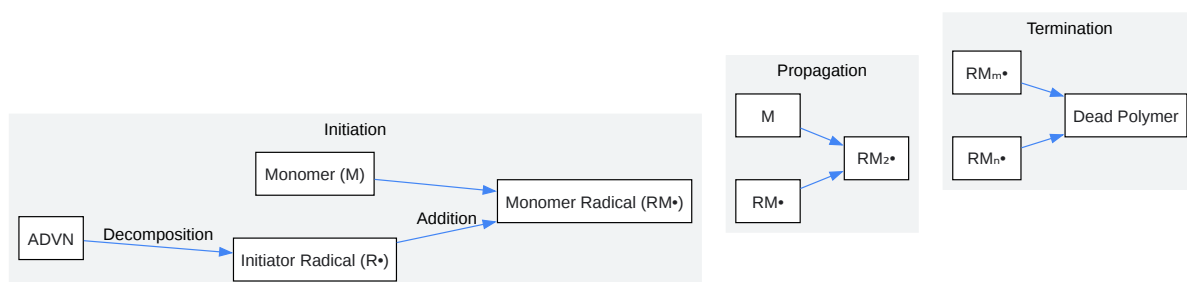 Initiation
Monomer (M)
ADVN
Decomposition
Initiator Radical (R•)
Addition
Monomer Radical (RM•)
Propagation
M
RM•
RM₂•
Termination
RMₘ•
RMₙ•
Dead Polymer